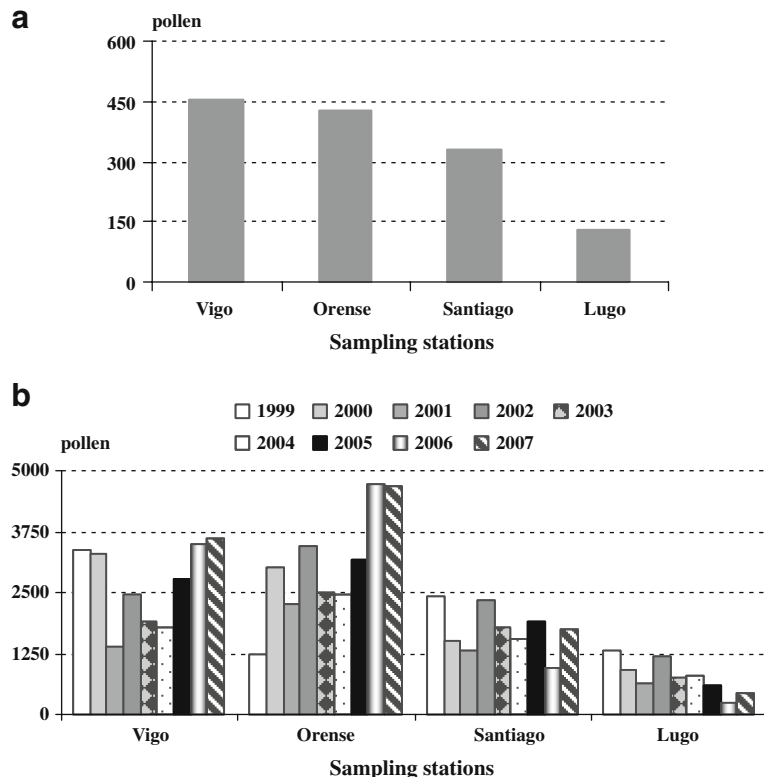 a
pollen
600
450
300
150
0
Vigo Orense Santiago Lugo
Sampling stations
b
1999 2000 2001 2002 2003
2004 2005 2006 2007
pollen
5000
3750
2500
1250
0
Vigo Orense Santiago Lugo
Sampling stations